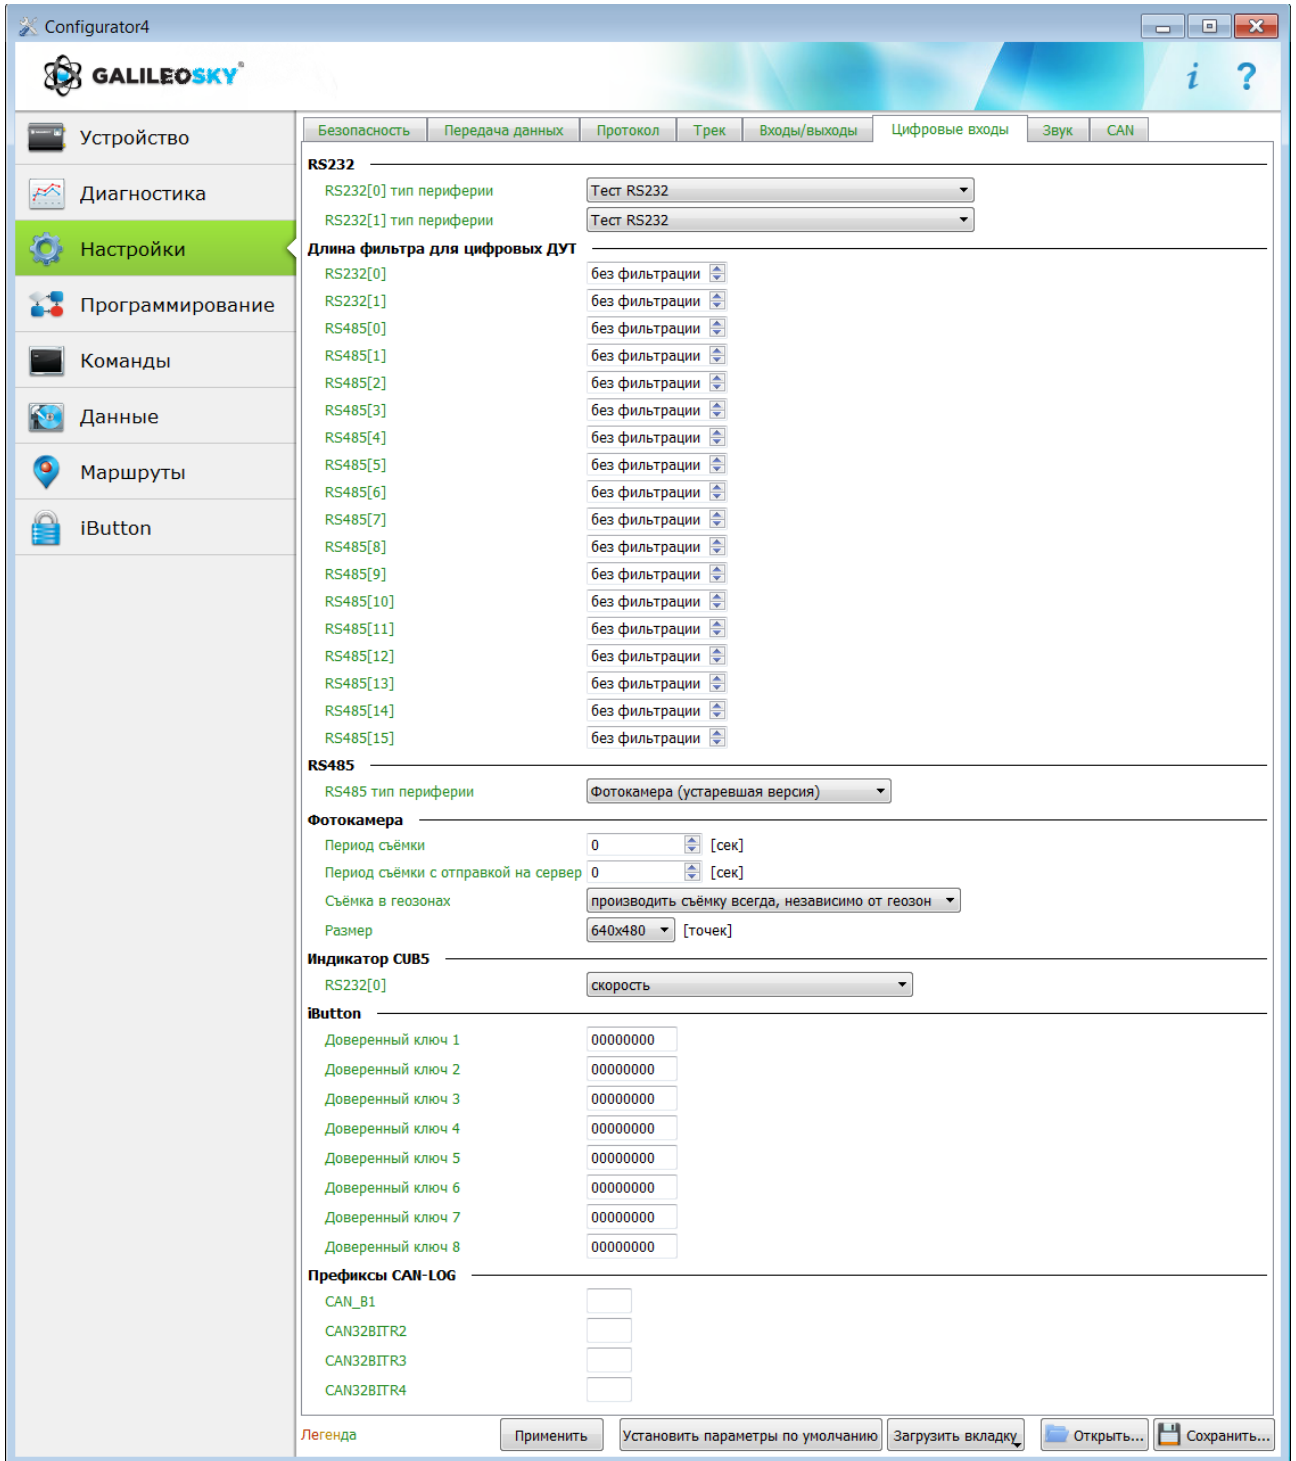 Configurator4
GALILEOSKY®
i ?
Устройство
Диагностика
Настройки
Программирование
Команды
Данные
Маршруты
iButton
Безопасность Передача данных Протокол Трек Входы/выходы Цифровые входы Звук CAN
RS232
RS232[0] тип периферии Тест RS232
RS232[1] тип периферии Тест RS232
Длина фильтра для цифровых ДУТ
RS232[0] без фильтрации
RS232[1] без фильтрации
RS485[0] без фильтрации
RS485[1] без фильтрации
RS485[2] без фильтрации
RS485[3] без фильтрации
RS485[4] без фильтрации
RS485[5] без фильтрации
RS485[6] без фильтрации
RS485[7] без фильтрации
RS485[8] без фильтрации
RS485[9] без фильтрации
RS485[10] без фильтрации
RS485[11] без фильтрации
RS485[12] без фильтрации
RS485[13] без фильтрации
RS485[14] без фильтрации
RS485[15] без фильтрации
RS485
RS485 тип периферии Фотокамера (устаревшая версия)
Фотокамера
Период съёмки 0 [сек]
Период съёмки с отправкой на сервер 0 [сек]
Съёмка в геозонах производить съёмку всегда, независимо от геозон
Размер 640x480 [точек]
Индикатор CUB5
RS232[0] скорость
iButton
Доверенный ключ 1 00000000
Доверенный ключ 2 00000000
Доверенный ключ 3 00000000
Доверенный ключ 4 00000000
Доверенный ключ 5 00000000
Доверенный ключ 6 00000000
Доверенный ключ 7 00000000
Доверенный ключ 8 00000000
Префиксы CAN-LOG
CAN_B1
CAN32BITR2
CAN32BITR3
CAN32BITR4
Легенда Применить Установить параметры по умолчанию Загрузить вкладку Открыть... Сохранить...